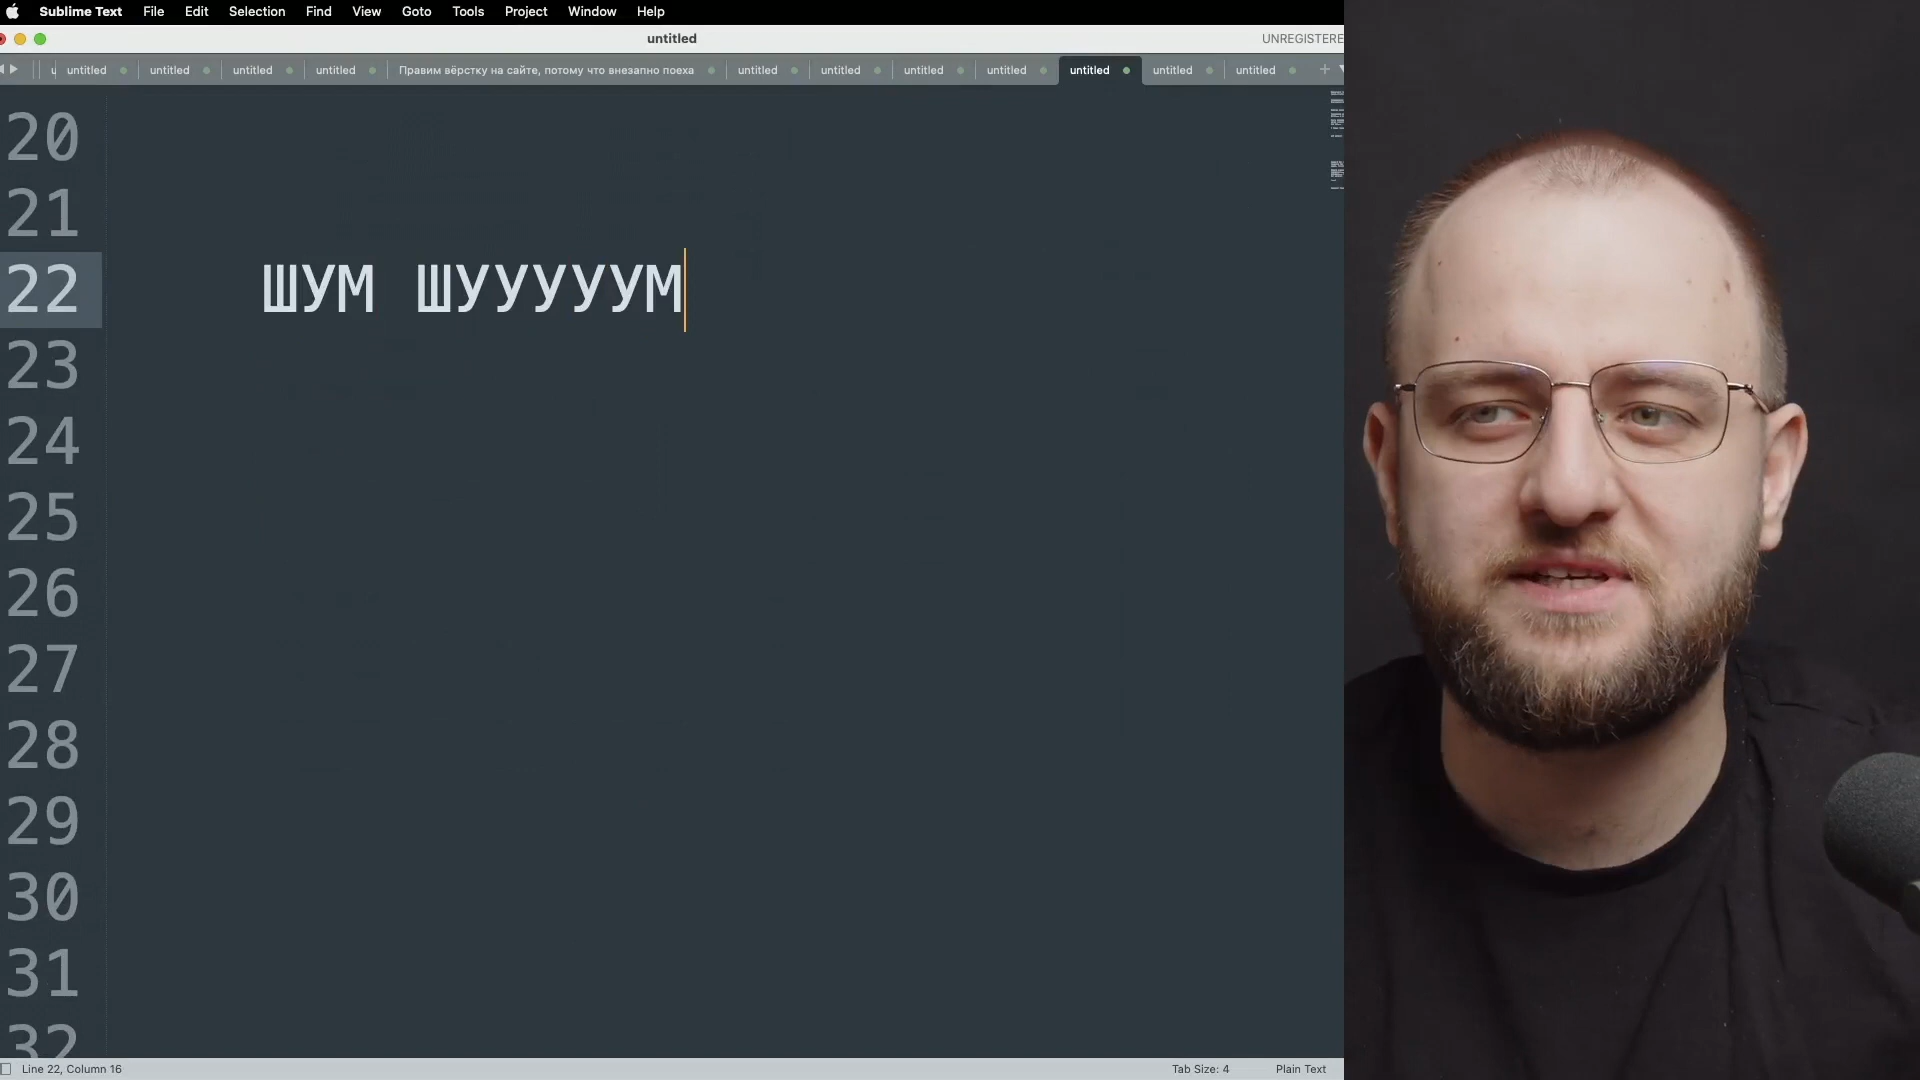 Sublime Text File Edit Selection Find View Goto Tools Project Window Help
untitled UNREGISTERE
untitled untitled untitled untitled Правим вёрстку на сайте, потому что внезапно поеха untitled untitled untitled untitled untitled untitled untitled
20
21
22 ШУМ ШУУУУУМ
23
24
25
26
27
28
29
30
31
32
Line 22, Column 16 Tab Size: 4 Plain Text